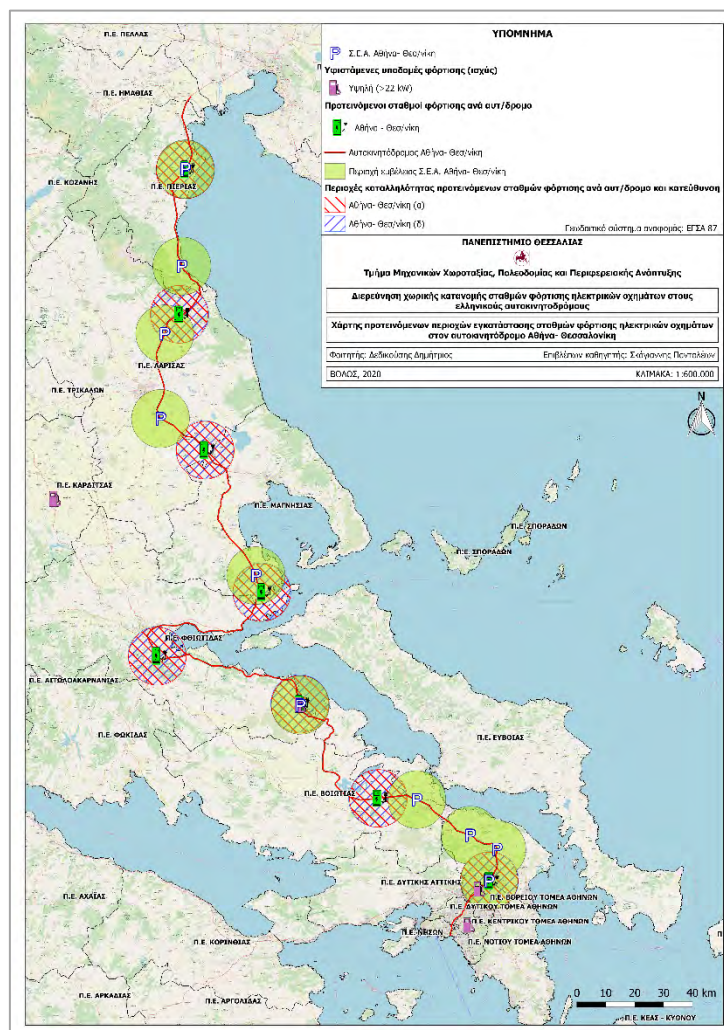 ΥΠΟΜΝΗΜΑ
P Σ.Ε.Α. Αθήνα- Θεσ/νίκη
Υφιστάμενες υποδομές φόρτισης (ισχύς)
Υψηλή (>22 kW)
Προτεινόμενοι σταθμοί φόρτισης ανά αυτ/δρομο
Αθήνα - Θεσ/νίκη
Αυτοκινητόδρομος Αθήνα- Θεσ/νίκη
Περιοχή εμβέλειας Σ.Ε.Α. Αθήνα- Θεσ/νίκη
Περιοχές καταλληλότητας προτεινόμενων σταθμών φόρτισης ανά αυτ/δρομο και κατεύθυνση
Αθήνα- Θεσ/νίκη (α)
Αθήνα- Θεσ/νίκη (δ)
Γεωδαιτικό σύστημα αναφοράς: ΕΓΣΑ 87
ΠΑΝΕΠΙΣΤΗΜΙΟ ΘΕΣΣΑΛΙΑΣ
Τμήμα Μηχανικών Χωροταξίας, Πολεοδομίας και Περιφερειακής Ανάπτυξης
Διερεύνηση χωρικής κατανομής σταθμών φόρτισης ηλεκτρικών οχημάτων στους
ελληνικούς αυτοκινητοδρόμους
Χάρτης προτεινόμενων περιοχών εγκατάστασης σταθμών φόρτισης ηλεκτρικών οχημάτων
στον αυτοκινητόδρομο Αθήνα- Θεσσαλονίκη
Φοιτητής: Δεδικούσης Δημήτριος Επιβλέπων καθηγητής: Σκάγιαννης Παντολέων
ΒΟΛΟΣ, 2020 ΚΛΙΜΑΚΑ: 1:600.000
N
Π.Ε. ΠΕΛΛΑΣ
Π.Ε. ΗΜΑΘΙΑΣ
P
Π.Ε. ΚΟΖΑΝΗΣ
Π.Ε. ΠΙΕΡΙΑΣ
P
P
Π.Ε. ΛΑΡΙΣΑΣ
Π.Ε. ΤΡΙΚΑΛΩΝ
P
Π.Ε. ΚΑΡΔΙΤΣΑΣ
Π.Ε. ΜΑΓΝΗΣΙΑΣ
Π.Ε. ΣΠΟΡΑΔΩΝ
Π.Ε. ΣΠΟΡΑΔΩΝ
P
Π.Ε. ΦΘΙΩΤΙΔΑΣ
Π.Ε. ΑΙΤΩΛΟΑΚΑΡΝΑΝΙΑΣ
P
Π.Ε. ΦΩΚΙΔΑΣ
Π.Ε. ΕΥΒΟΙΑΣ
Π.Ε. ΒΟΙΩΤΙΑΣ
P
P
P
Π.Ε. ΔΥΤΙΚΗΣ ΑΤΤΙΚΗΣ
P
Π.Ε. ΒΟΡΕΙΟΥ ΤΟΜΕΑ ΑΘΗΝΩΝ
Π.Ε. ΔΥΤΙΚΟΥ ΤΟΜΕΑ ΑΘΗΝΩΝ
Π.Ε. ΑΧΑΪΑΣ
Π.Ε. ΚΕΝΤΡΙΚΟΥ ΤΟΜΕΑ ΑΘΗΝΩΝ
Π.Ε. ΝΗΣΩΝ
Π.Ε. ΚΟΡΙΝΘΙΑΣ
Π.Ε. ΝΟΤΙΟΥ ΤΟΜΕΑ ΑΘΗΝΩΝ
Π.Ε. ΑΡΚΑΔΙΑΣ
Π.Ε. ΑΡΓΟΛΙΔΑΣ
0 10 20 30 40 km
Π.Ε. ΚΕΑΣ - ΚΥΘΝΟΥ